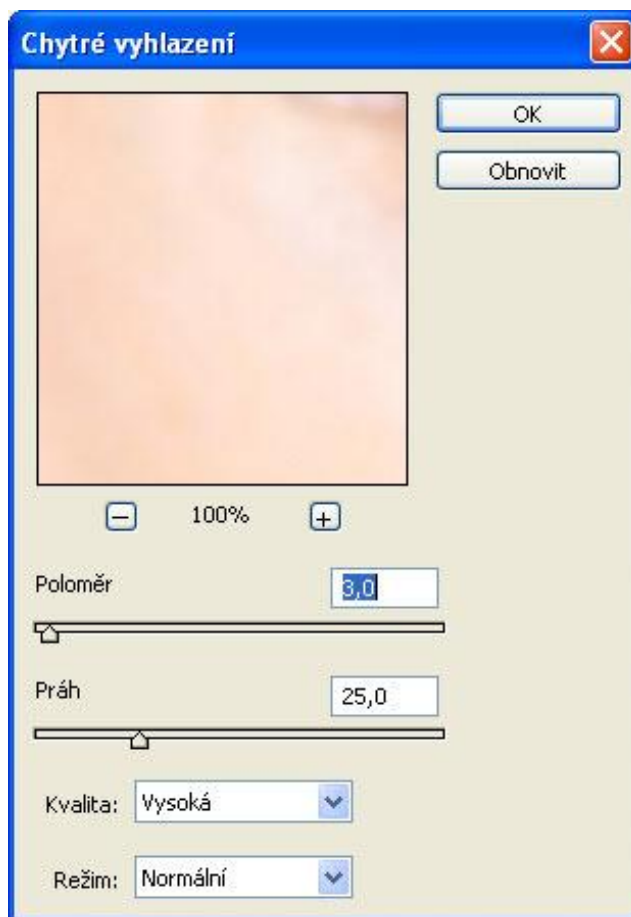 Chytré vyhlazení
OK
Obnovit
100%
Poloměr 3,0
Práh 25,0
Kvalita: Vysoká
Režim: Normální